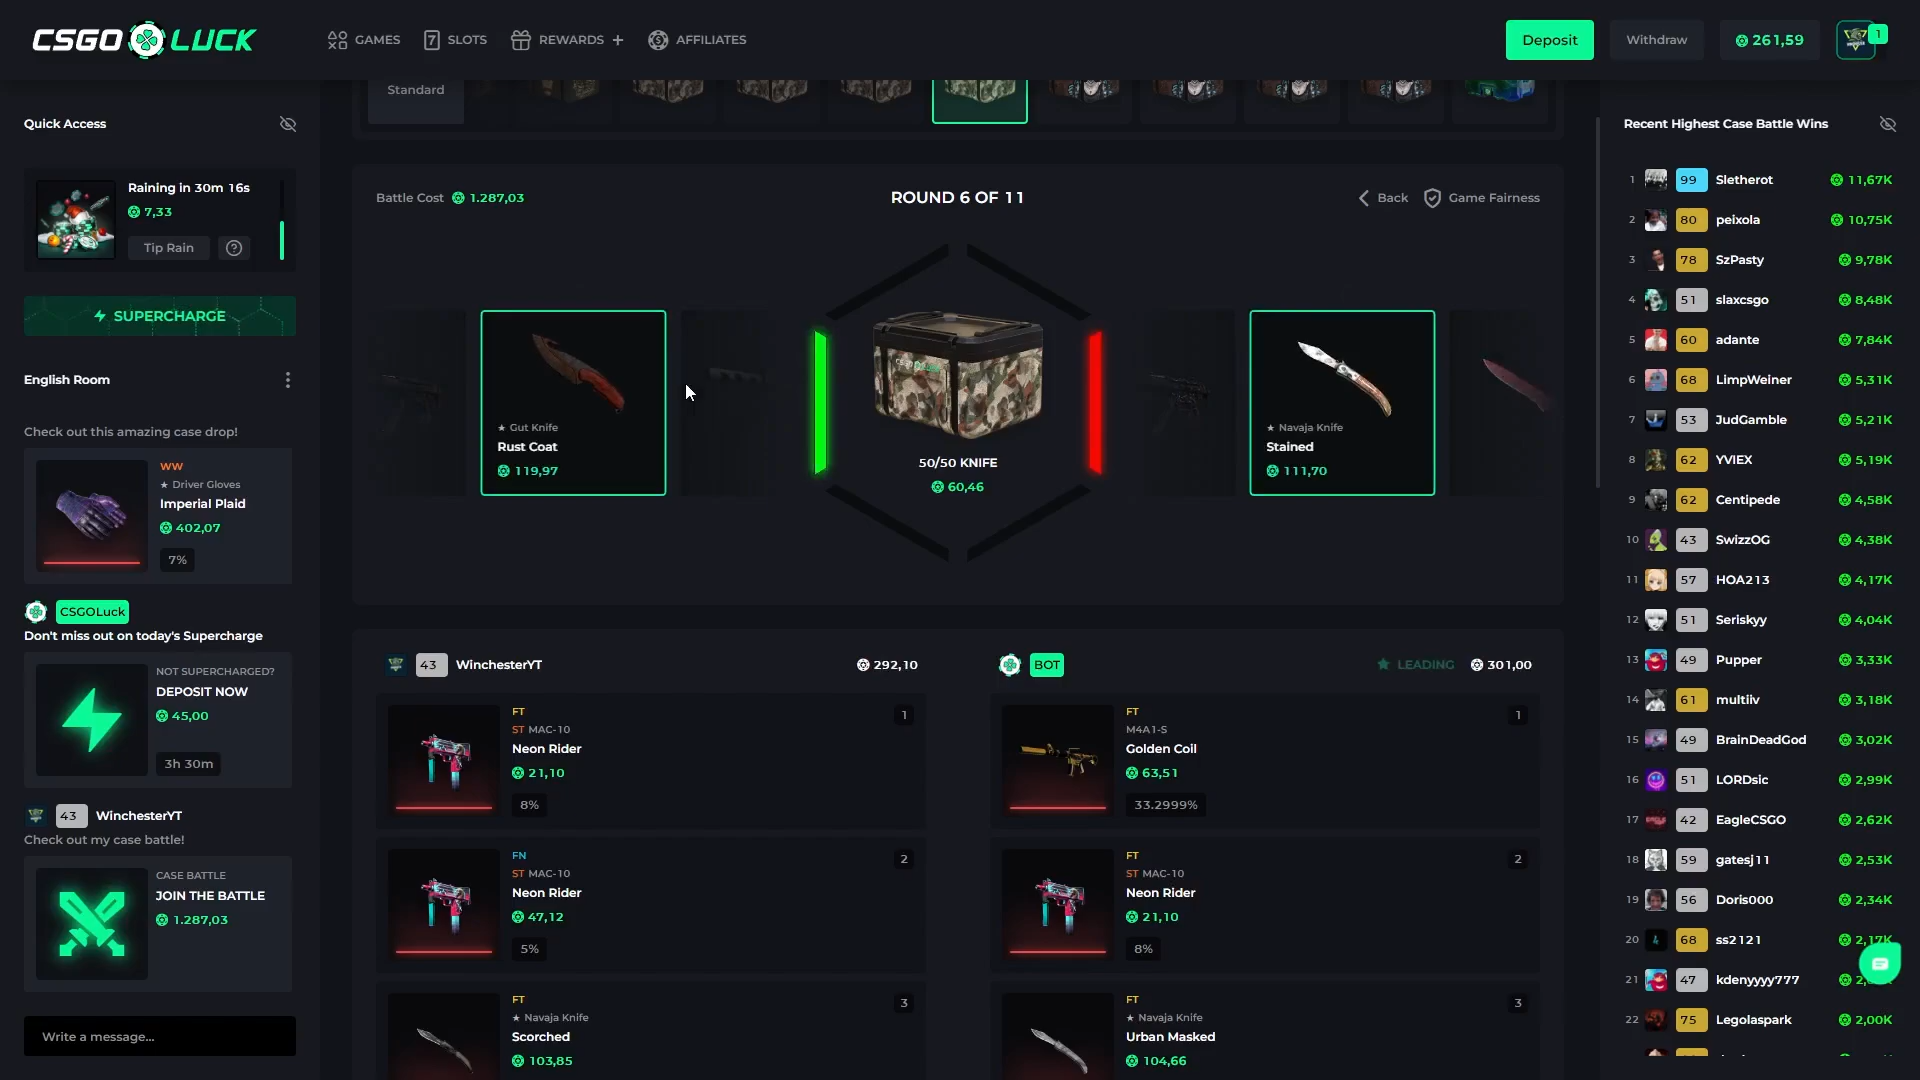 CSGO LUCK
GAMES
SLOTS
REWARDS +
AFFILIATES
Deposit
Withdraw
261,59
1
Quick Access
Raining in 30m 16s
7,33
Tip Rain
SUPERCHARGE
English Room
Check out this amazing case drop!
WW
★ Driver Gloves
Imperial Plaid
402,07
7%
CSGOLuck
Don't miss out on today's Supercharge
NOT SUPERCHARGED?
DEPOSIT NOW
45,00
3h 30m
43 WinchesterYT
Check out my case battle!
CASE BATTLE
JOIN THE BATTLE
1.287,03
Write a message...
Standard
Battle Cost 1.287,03
ROUND 6 OF 11
Back
Game Fairness
★ Gut Knife
Rust Coat
119,97
50/50 KNIFE
60,46
★ Navaja Knife
Stained
111,70
43 WinchesterYT
292,10
FT
1
ST MAC-10
Neon Rider
21,10
8%
FN
2
ST MAC-10
Neon Rider
47,12
5%
FT
3
★ Navaja Knife
Scorched
103,85
BOT
★ LEADING
301,00
FT
1
M4A1-S
Golden Coil
63,51
33.2999%
FT
2
ST MAC-10
Neon Rider
21,10
8%
FT
3
★ Navaja Knife
Urban Masked
104,66
Recent Highest Case Battle Wins
1 99 Sletherot 11,67K
2 80 peixola 10,75K
3 78 SzPasty 9,78K
4 51 slaxcsgo 8,48K
5 60 adante 7,84K
6 68 LimpWeiner 5,31K
7 53 JudGamble 5,21K
8 62 YVIEX 5,19K
9 62 Centipede 4,58K
10 43 SwizzOG 4,38K
11 57 HOA213 4,17K
12 51 Seriskyy 4,04K
13 49 Pupper 3,33K
14 61 multiiv 3,18K
15 49 BrainDeadGod 3,02K
16 51 LORDsic 2,99K
17 42 EagleCSGO 2,62K
18 59 gatesj11 2,53K
19 56 Doris000 2,34K
20 68 ss2121 2,17K
21 47 kdenyyyy777
22 75 Legolaspark 2,00K